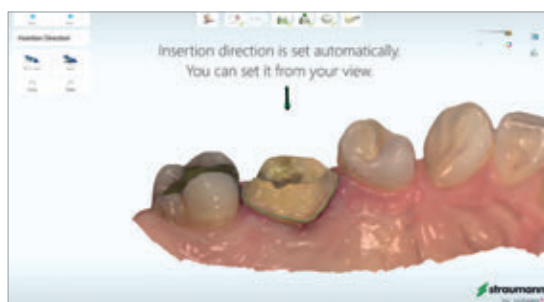 Insertion Direction
Insertion direction is set automatically.
You can set it from your view.
straumann